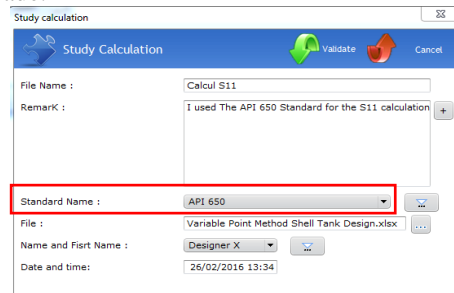 Study calculation
Study Calculation Validate Cancel
File Name : Calcul S11
RemarK : I used The API 650 Standard for the S11 calculation +
Standard Name : API 650
File : Variable Point Method Shell Tank Design.xlsx ...
Name and Fisrt Name : Designer X
Date and time: 26/02/2016 13:34